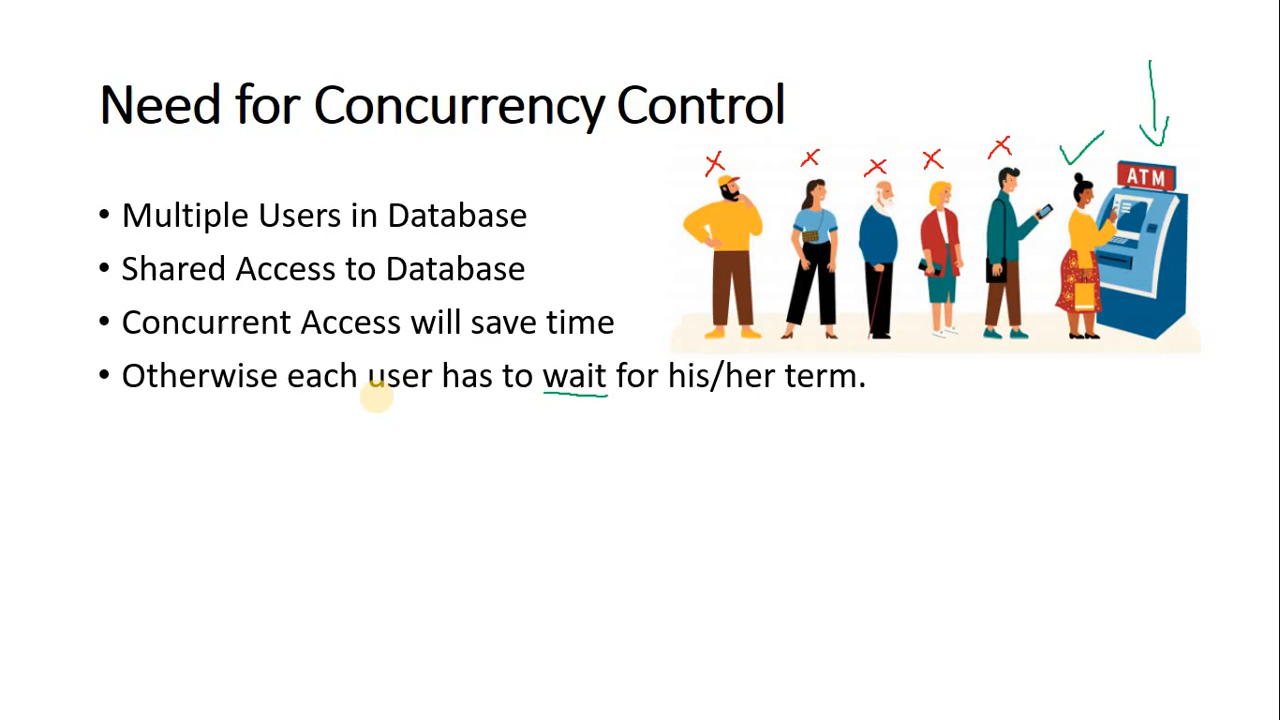 Need for Concurrency Control
• Multiple Users in Database
• Shared Access to Database
• Concurrent Access will save time
• Otherwise each user has to wait for his/her term.
ATM